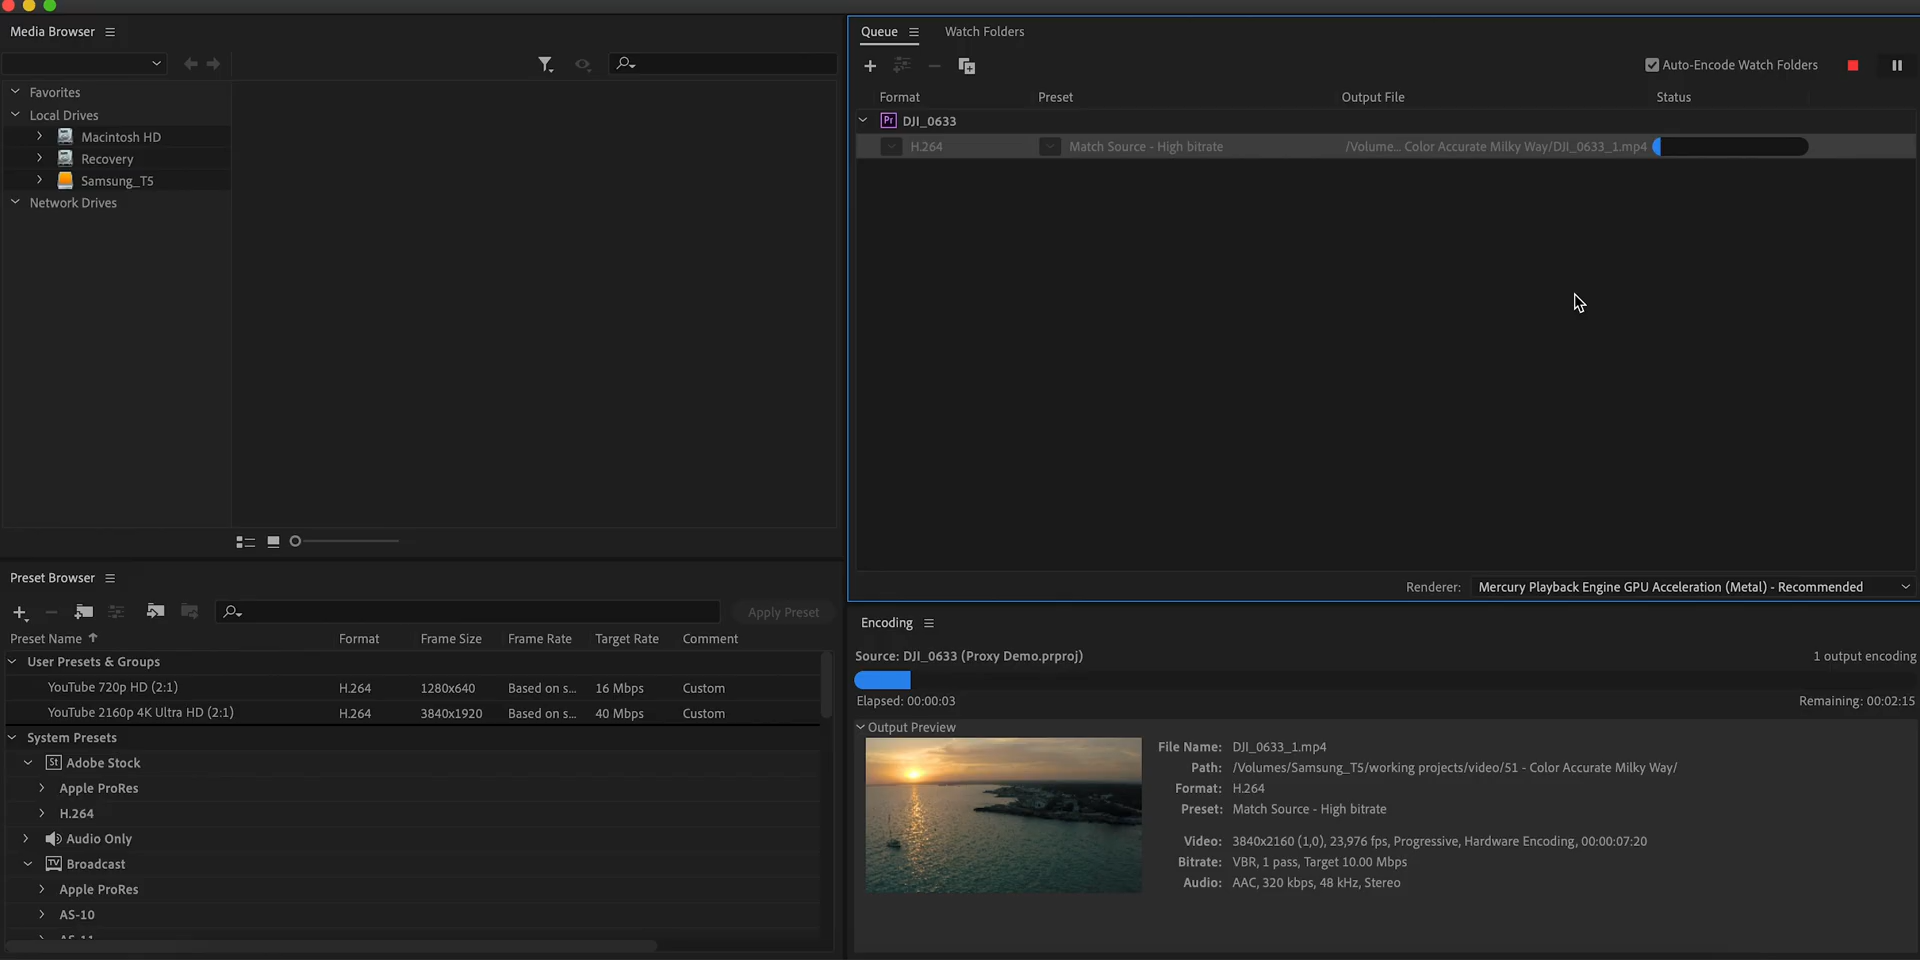 Media Browser
Favorites
Local Drives
Macintosh HD
Recovery
Samsung_T5
Network Drives
Preset Browser
Apply Preset
Preset Name Format Frame Size Frame Rate Target Rate Comment
User Presets & Groups
YouTube 720p HD (2:1) H.264 1280x640 Based on s... 16 Mbps Custom
YouTube 2160p 4K Ultra HD (2:1) H.264 3840x1920 Based on s... 40 Mbps Custom
System Presets
St Adobe Stock
Apple ProRes
H.264
Audio Only
TV Broadcast
Apple ProRes
AS-10
AS-11
Queue Watch Folders
Auto-Encode Watch Folders
Format Preset Output File Status
Pr DJI_0633
H.264 Match Source - High bitrate /Volume... Color Accurate Milky Way/DJI_0633_1.mp4
Renderer: Mercury Playback Engine GPU Acceleration (Metal) - Recommended
Encoding
Source: DJI_0633 (Proxy Demo.prproj) 1 output encoding
Elapsed: 00:00:03 Remaining: 00:02:15
Output Preview
File Name: DJI_0633_1.mp4
Path: /Volumes/Samsung_T5/working projects/video/51 - Color Accurate Milky Way/
Format: H.264
Preset: Match Source - High bitrate
Video: 3840x2160 (1,0), 23,976 fps, Progressive, Hardware Encoding, 00:00:07:20
Bitrate: VBR, 1 pass, Target 10.00 Mbps
Audio: AAC, 320 kbps, 48 kHz, Stereo